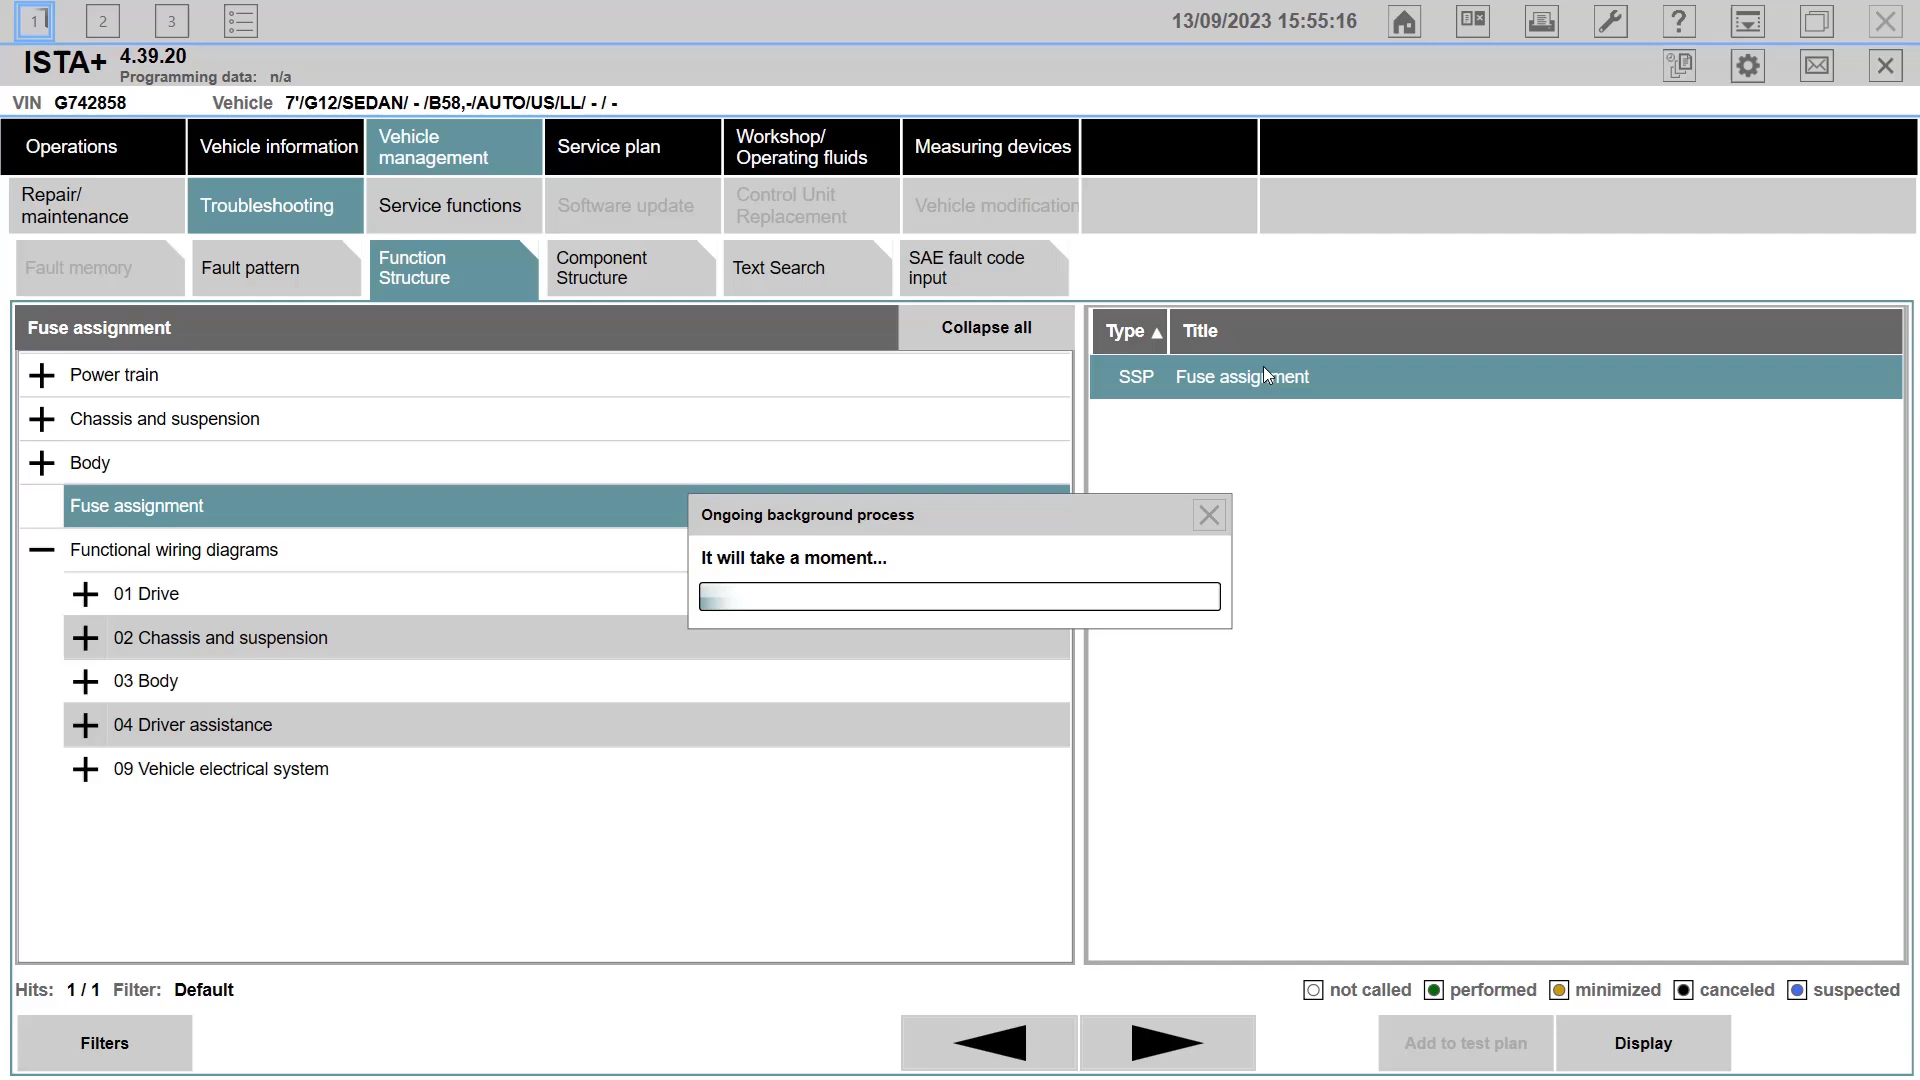 1
2
3
13/09/2023 15:55:16
?
ISTA+ 4.39.20
Programming data: n/a
VIN G742858 Vehicle 7'/G12/SEDAN/ - /B58,-/AUTO/US/LL/ - / -
Operations
Vehicle information
Vehicle
management
Service plan
Workshop/
Operating fluids
Measuring devices
Repair/
maintenance
Troubleshooting
Service functions
Software update
Control Unit
Replacement
Vehicle modification
Fault memory
Fault pattern
Function
Structure
Component
Structure
Text Search
SAE fault code
input
Fuse assignment
Collapse all
Power train
Chassis and suspension
Body
Fuse assignment
Functional wiring diagrams
01 Drive
02 Chassis and suspension
03 Body
04 Driver assistance
09 Vehicle electrical system
Type ▲ Title
SSP Fuse assignment
Ongoing background process
It will take a moment...
Hits: 1 / 1 Filter: Default
not called performed minimized canceled suspected
Filters
Add to test plan
Display